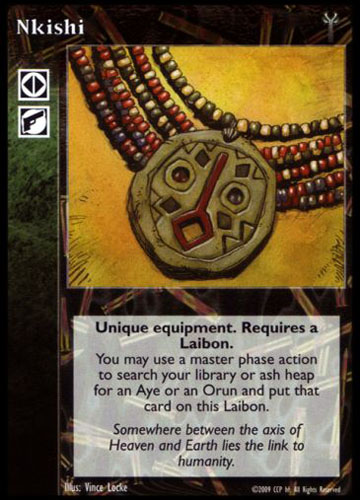 Nkishi
Unique equipment. Requires a
Laibon.
You may use a master phase action
to search your library or ash heap
for an Aye or an Orun and put that
card on this Laibon.
Somewhere between the axis of
Heaven and Earth lies the link to
humanity.
Illus: Vince Locke
©2009 CCP hf. All Rights Reserved.